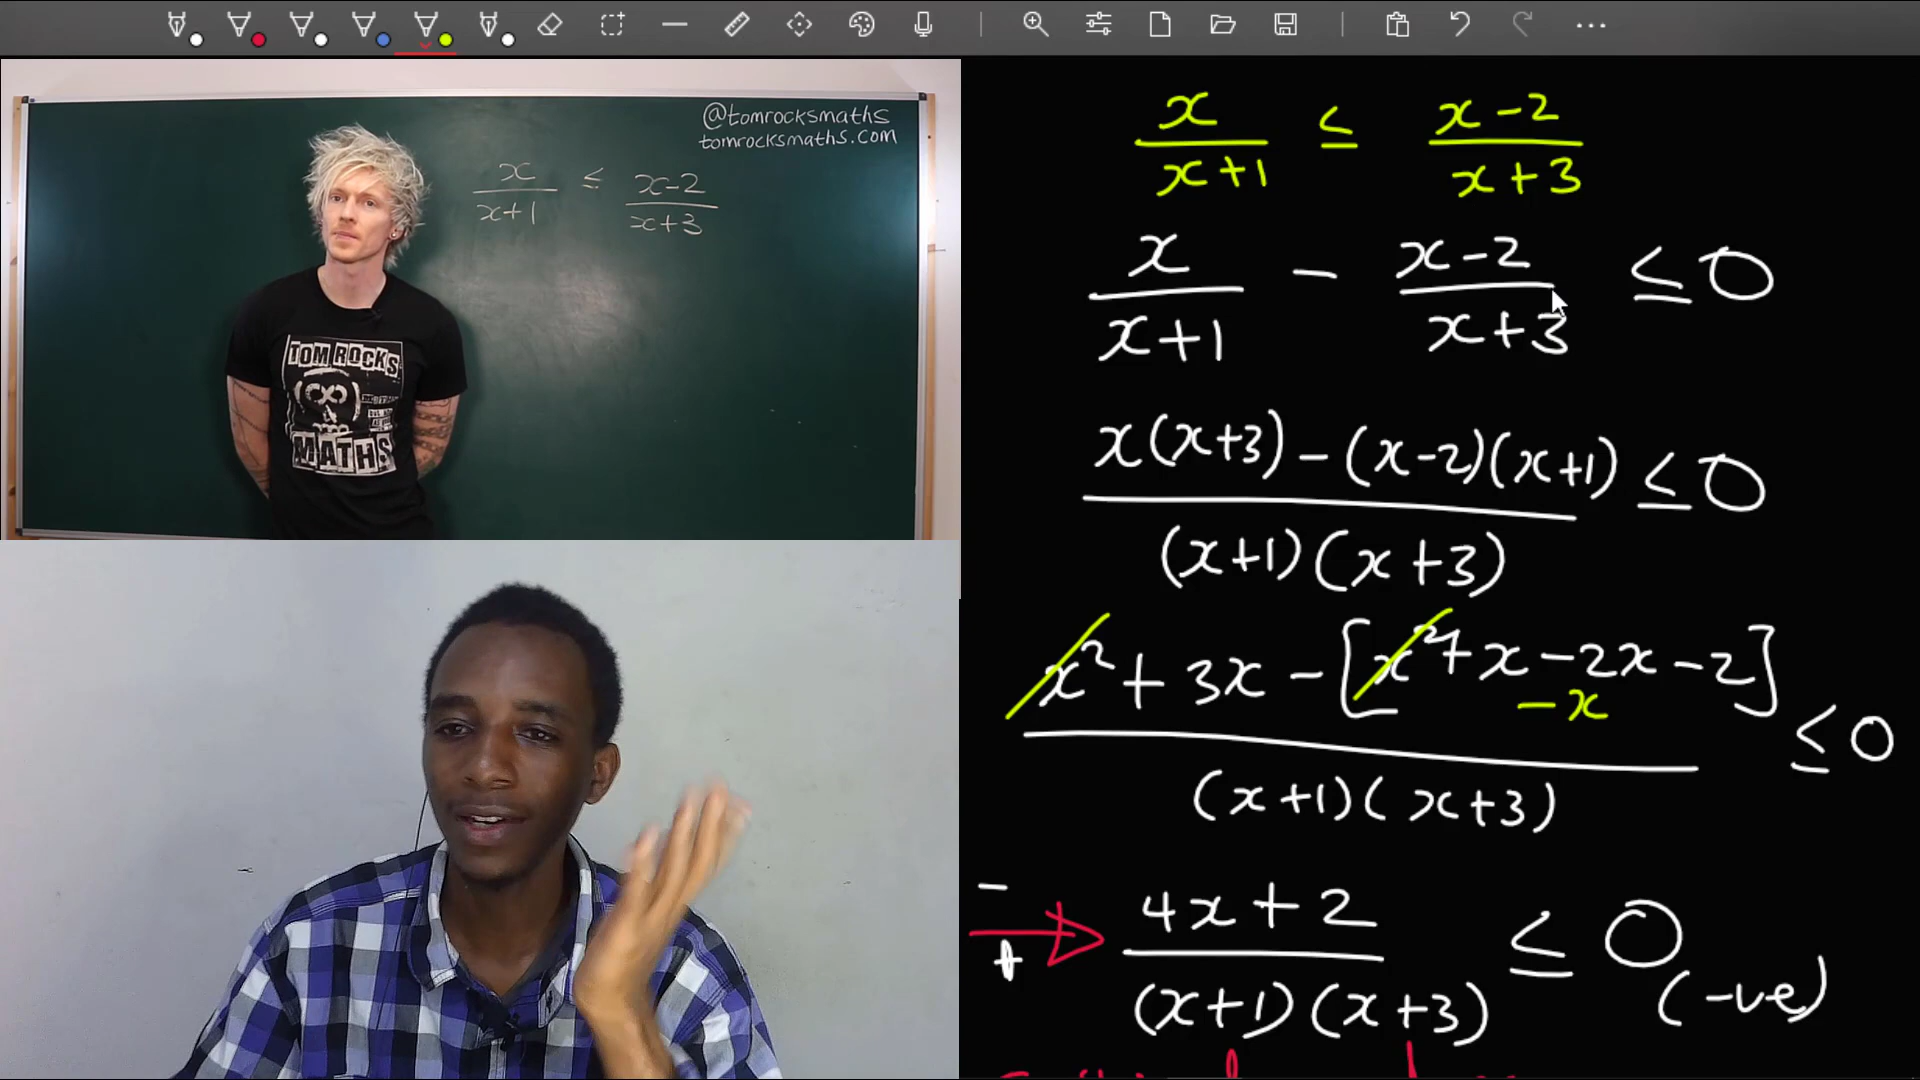 @tomrocksmaths
tomrocksmaths.com
x/(x+1) ≤ (x-2)/(x+3)
TOM ROCKS
MATHS
x/(x+1) ≤ (x-2)/(x+3)
x/(x+1) - (x-2)/(x+3) ≤ 0
(x(x+3) - (x-2)(x+1))/((x+1)(x+3)) ≤ 0
(x² + 3x - [x² + x - 2x - 2])/((x+1)(x+3)) ≤ 0
-x
-
+
(4x+2)/((x+1)(x+3)) ≤ 0
(-ve)